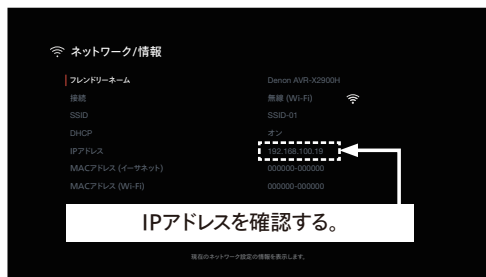 ネットワーク/情報
フレンドリーネーム Denon AVR-X2900H
接続 無線 (Wi-Fi)
SSID SSID-01
DHCP オン
IPアドレス 192.168.100.19
MACアドレス (イーサネット) 000000-000000
MACアドレス (Wi-Fi) 000000-000000
IPアドレスを確認する。
現在のネットワーク設定の情報を表示します。